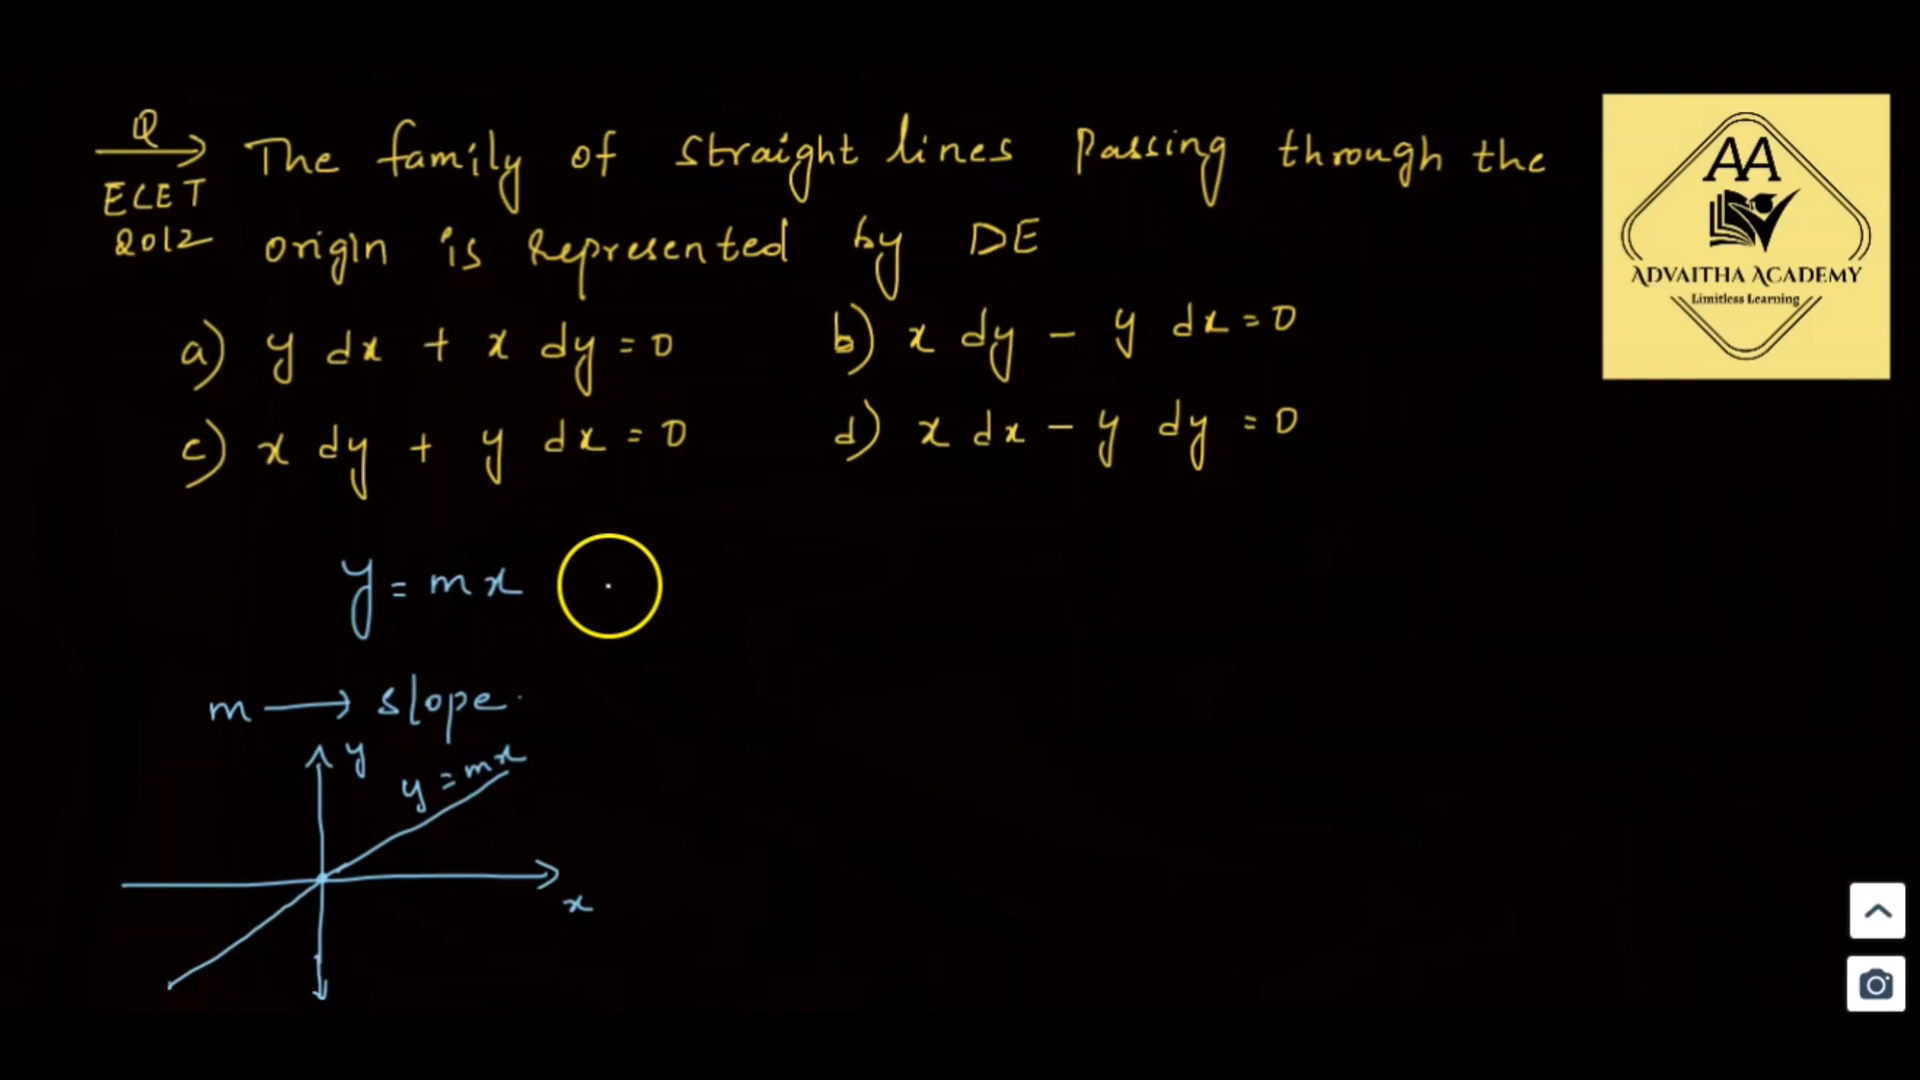 Q The family of straight lines passing through the
ECET
2012 origin is represented by DE
a) y dx + x dy = 0 b) x dy - y dx = 0
c) x dy + y dx = 0 d) x dx - y dy = 0
y = mx
m → slope.
y
y = mx
x
AA
ADVAITHA ACADEMY
Limitless Learning